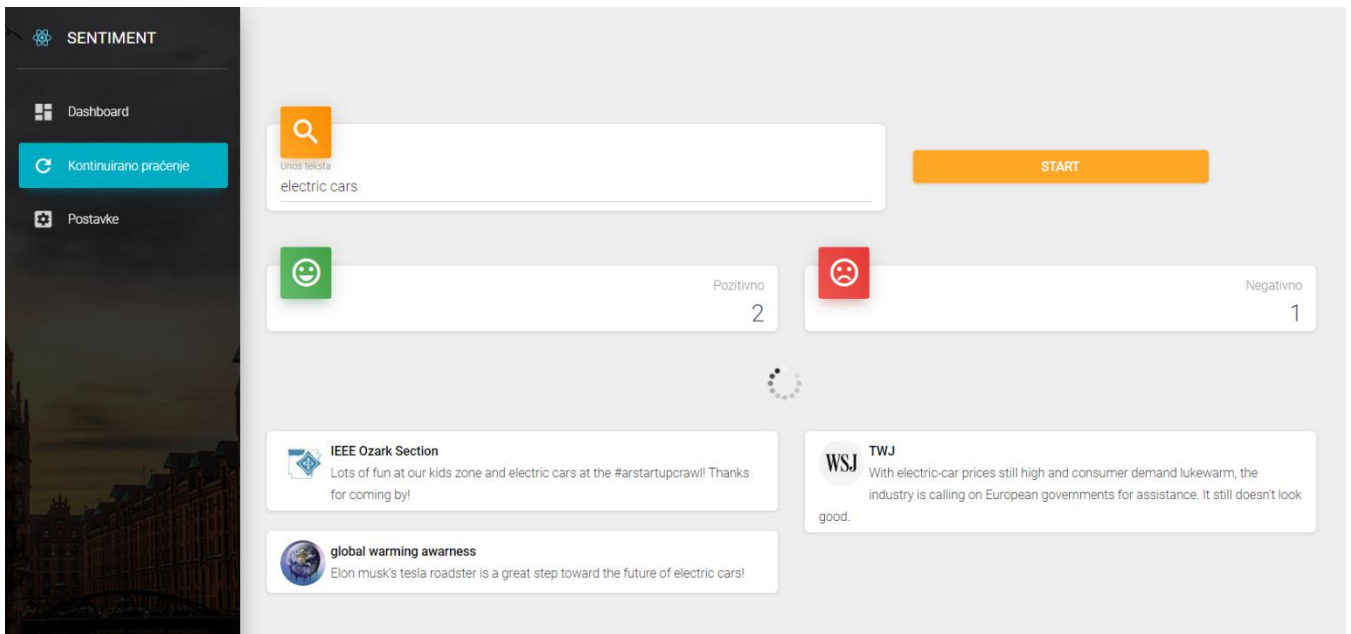 SENTIMENT
Dashboard
Kontinuirano praćenje
Postavke
Unos teksta
electric cars
START
Pozitivno
2
Negativno
1
IEEE Ozark Section
Lots of fun at our kids zone and electric cars at the #arstartupcrawl! Thanks
for coming by!
global warming awarness
Elon musk's tesla roadster is a great step toward the future of electric cars!
WSJ
TWJ
With electric-car prices still high and consumer demand lukewarm, the
industry is calling on European governments for assistance. It still doesn't look
good.